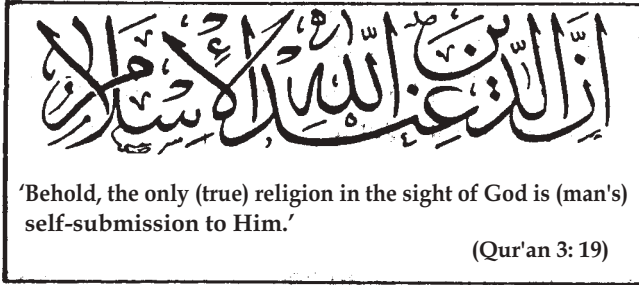 إِنَّ الدِّينَ عِندَ اللَّهِ الْإِسْلَامُ
'Behold, the only (true) religion in the sight of God is (man's)
self-submission to Him.'
(Qur'an 3: 19)